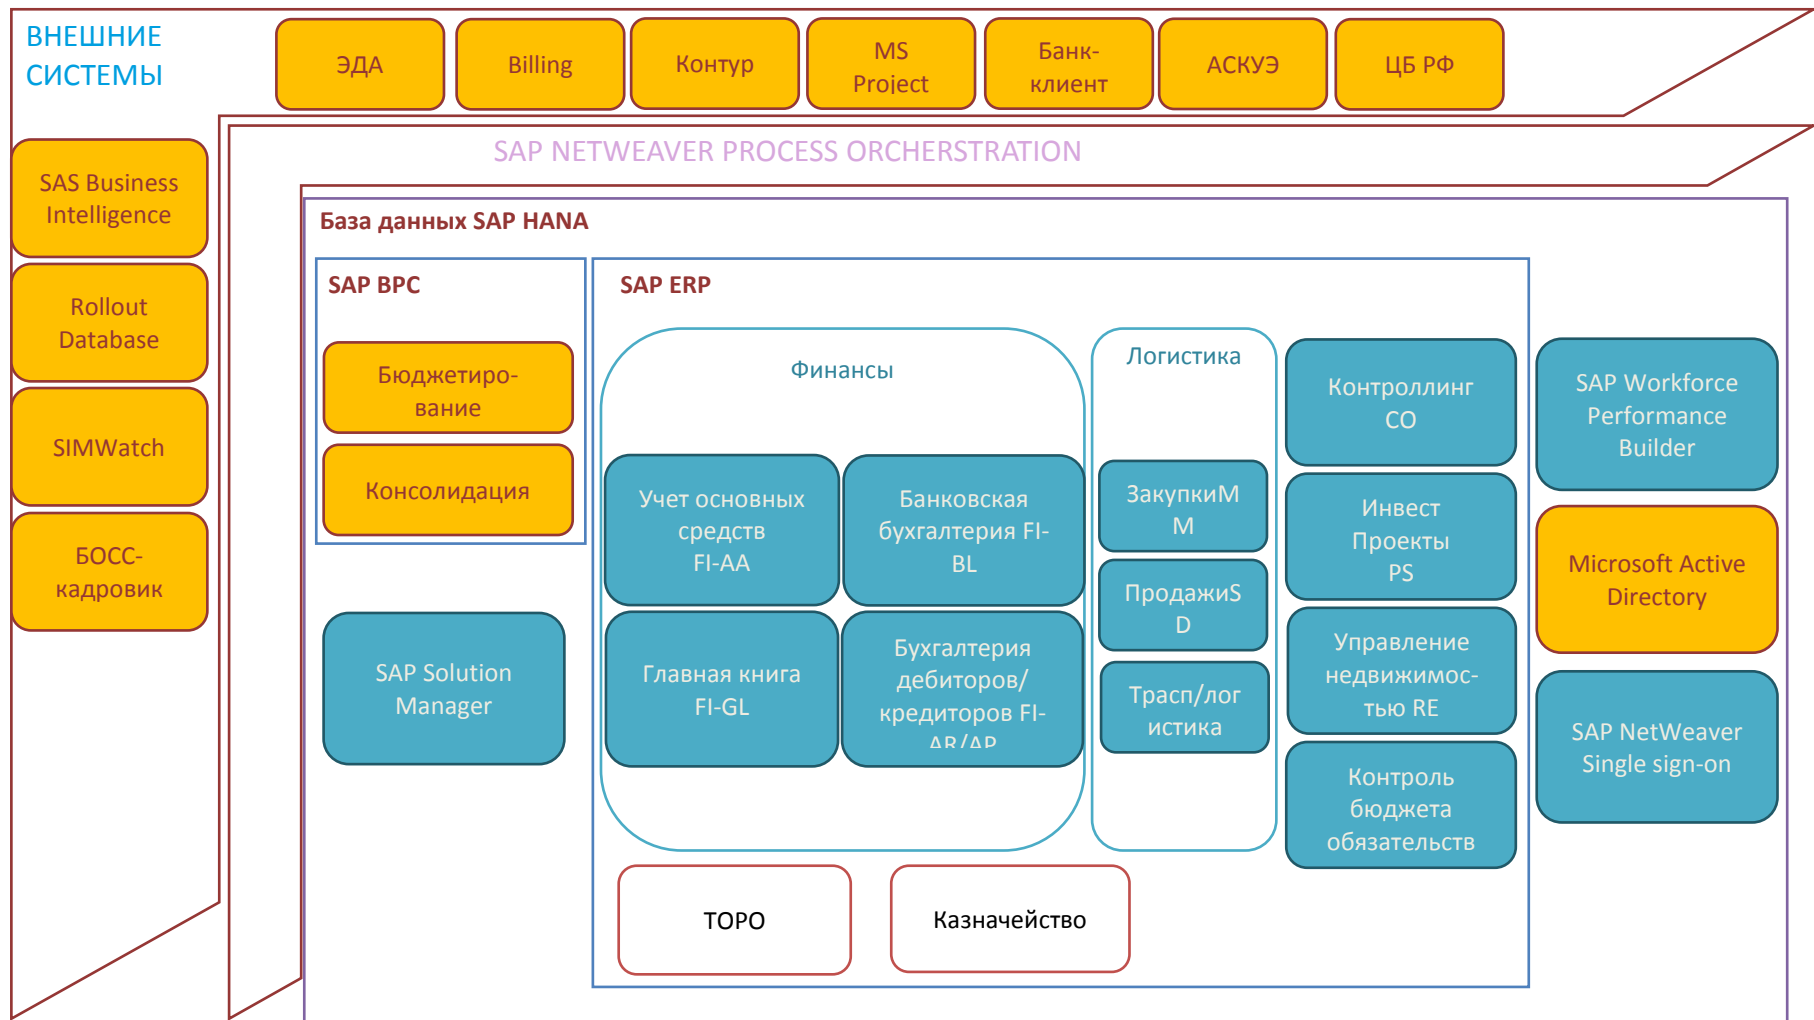 ВНЕШНИЕ
СИСТЕМЫ
ЭДА
Billing
Контур
MS
Project
Банк-
клиент
АСКУЭ
ЦБ РФ
SAP NETWEAVER PROCESS ORCHERSTRATION
SAS Business
Intelligence
Rollout
Database
SIMWatch
БОСС-
кадровик
База данных SAP HANA
SAP BPC
Бюджетиро-
вание
Консолидация
SAP Solution
Manager
SAP ERP
Финансы
Учет основных
средств
FI-AA
Банковская
бухгалтерия FI-
BL
Главная книга
FI-GL
Бухгалтерия
дебиторов/
кредиторов FI-
AR/AP
Логистика
ЗакупкиM
M
ПродажиS
D
Трасп/лог
истика
Контроллинг
CO
Инвест
Проекты
PS
Управление
недвижимос-
тью RE
Контроль
бюджета
обязательств
ТОРО
Казначейство
SAP Workforce
Performance
Builder
Microsoft Active
Directory
SAP NetWeaver
Single sign-on